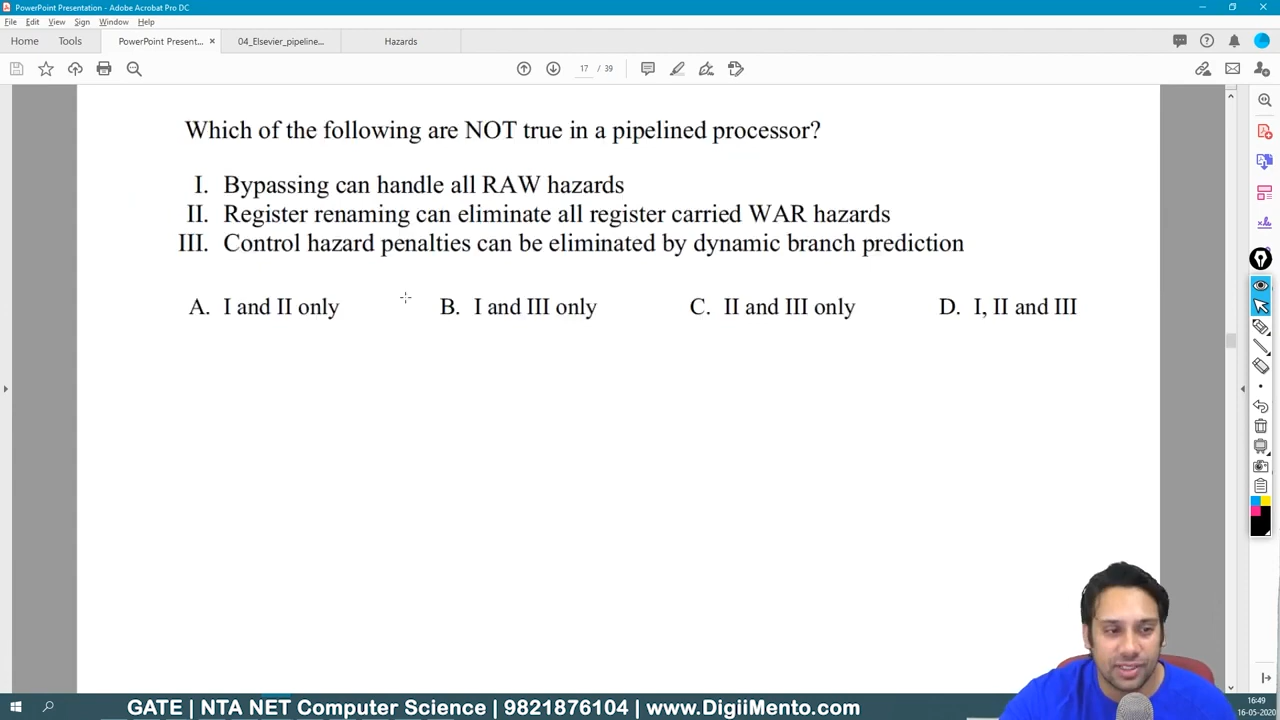 PowerPoint Presentation - Adobe Acrobat Pro DC
File Edit View Sign Window Help
Home Tools PowerPoint Present... × 04_Elsevier_pipeline... Hazards
17 / 39
Which of the following are NOT true in a pipelined processor?
I. Bypassing can handle all RAW hazards
II. Register renaming can eliminate all register carried WAR hazards
III. Control hazard penalties can be eliminated by dynamic branch prediction
A. I and II only B. I and III only C. II and III only D. I, II and III
GATE | NTA NET Computer Science | 9821876104 | www.DigiiMento.com
16:49
16-05-2020